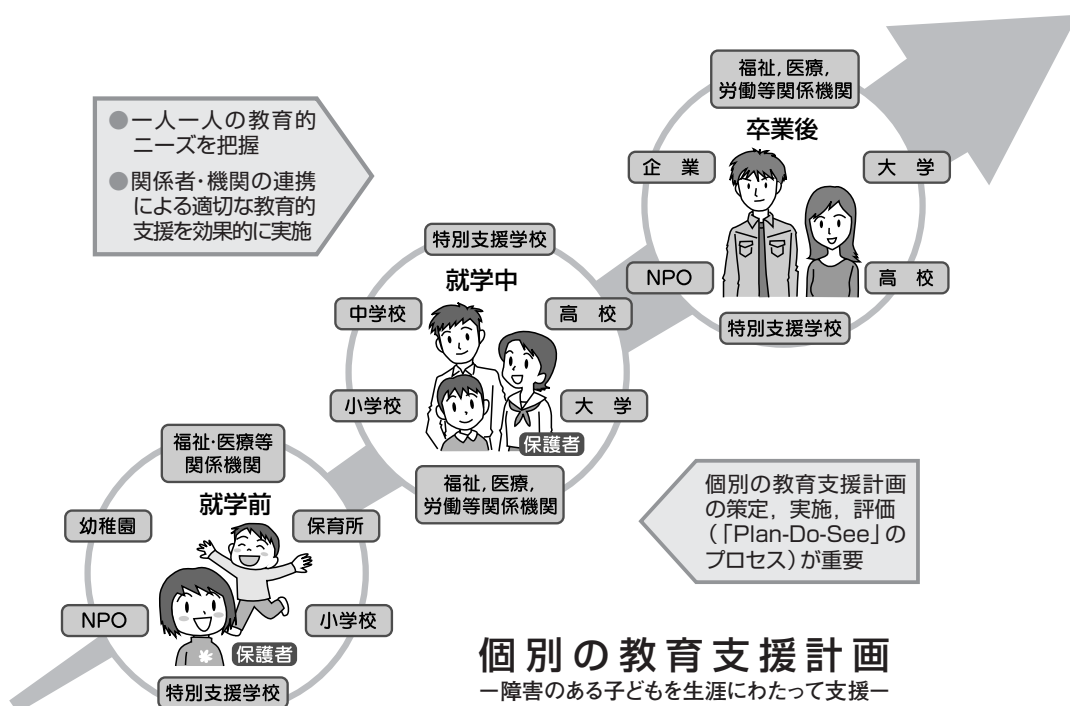 ●一人一人の教育的
ニーズを把握
●関係者・機関の連携
による適切な教育的
支援を効果的に実施
福祉,医療,
労働等関係機関
卒業後
企 業
大 学
NPO
高 校
特別支援学校
特別支援学校
就学中
中学校
高 校
小学校
大 学
保護者
福祉,医療,
労働等関係機関
福祉・医療等
関係機関
就学前
幼稚園
保育所
NPO
小学校
保護者
特別支援学校
個別の教育支援計画
の策定,実施,評価
(「Plan-Do-See」の
プロセス)が重要
個別の教育支援計画
ー障害のある子どもを生涯にわたって支援ー